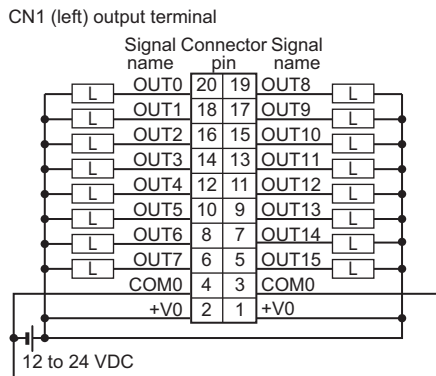 CN1 (left) output terminal
Signal name Connector pin Signal name
L OUT0 20 19 OUT8 L
L OUT1 18 17 OUT9 L
L OUT2 16 15 OUT10 L
L OUT3 14 13 OUT11 L
L OUT4 12 11 OUT12 L
L OUT5 10 9 OUT13 L
L OUT6 8 7 OUT14 L
L OUT7 6 5 OUT15 L
COM0 4 3 COM0
+V0 2 1 +V0
12 to 24 VDC